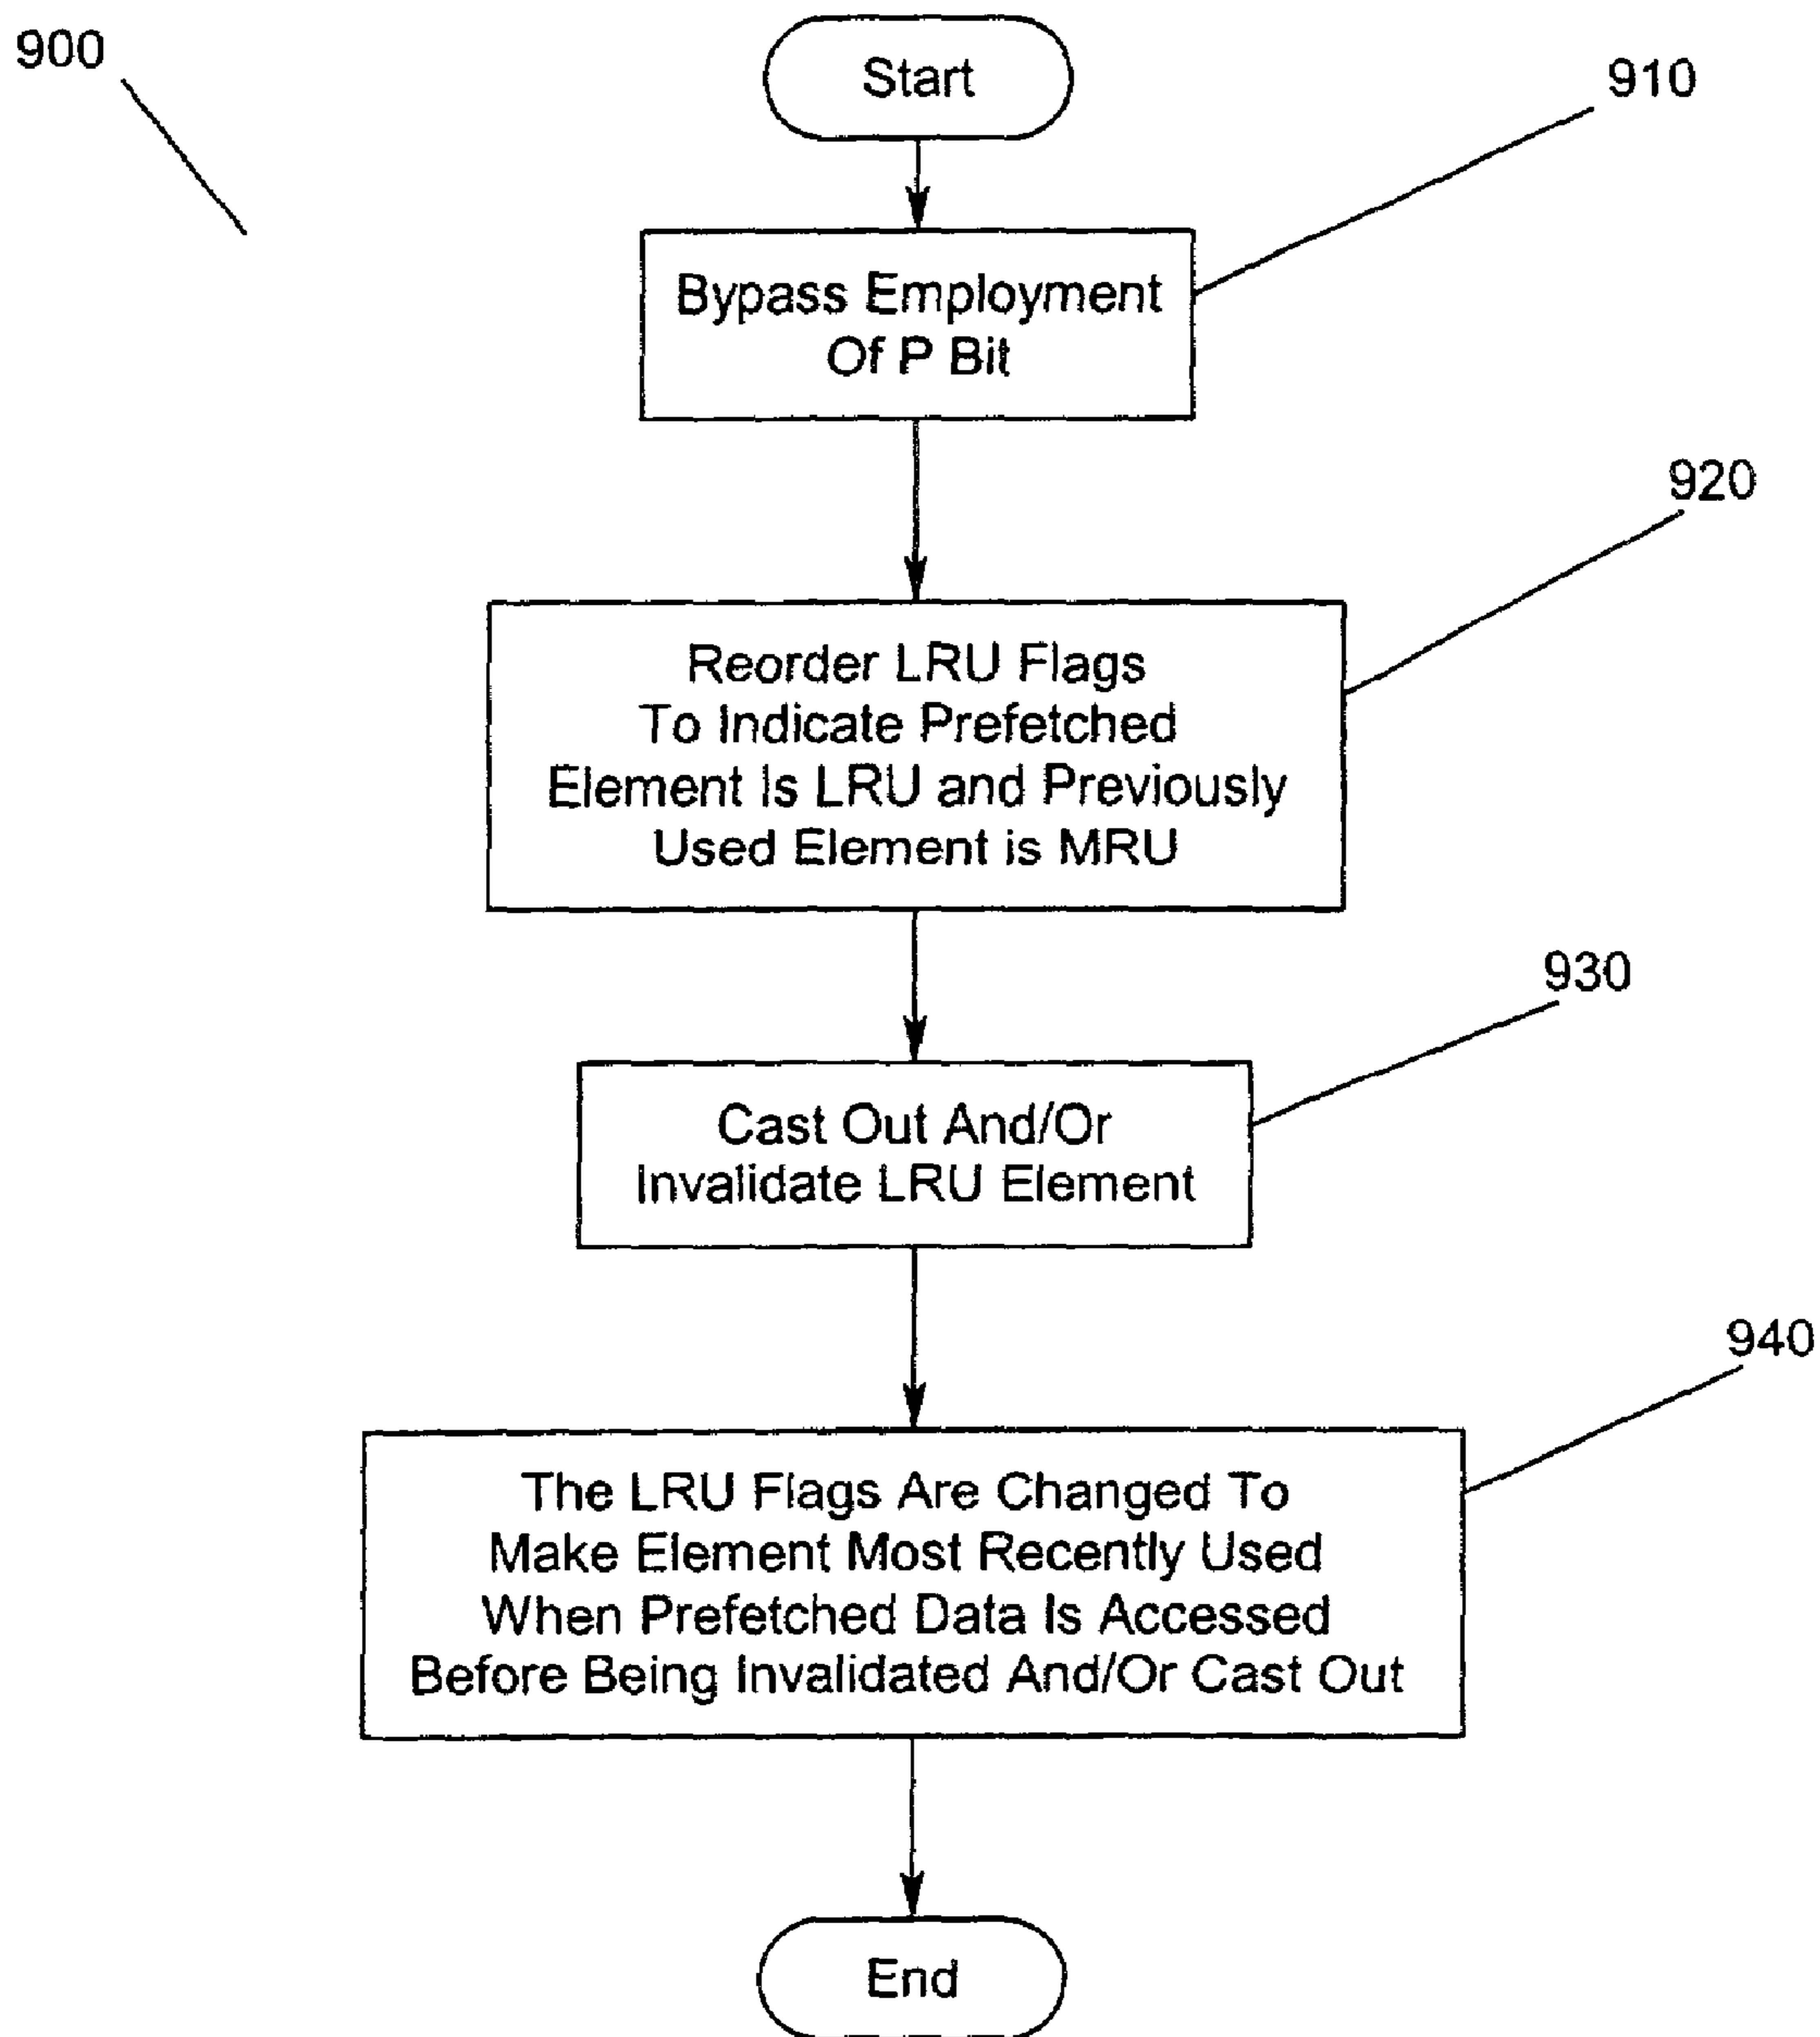 900
Start
910
Bypass Employment
Of P Bit
920
Reorder LRU Flags
To Indicate Prefetched
Element Is LRU and Previously
Used Element is MRU
930
Cast Out And/Or
Invalidate LRU Element
940
The LRU Flags Are Changed To
Make Element Most Recently Used
When Prefetched Data Is Accessed
Before Being Invalidated And/Or Cast Out
End